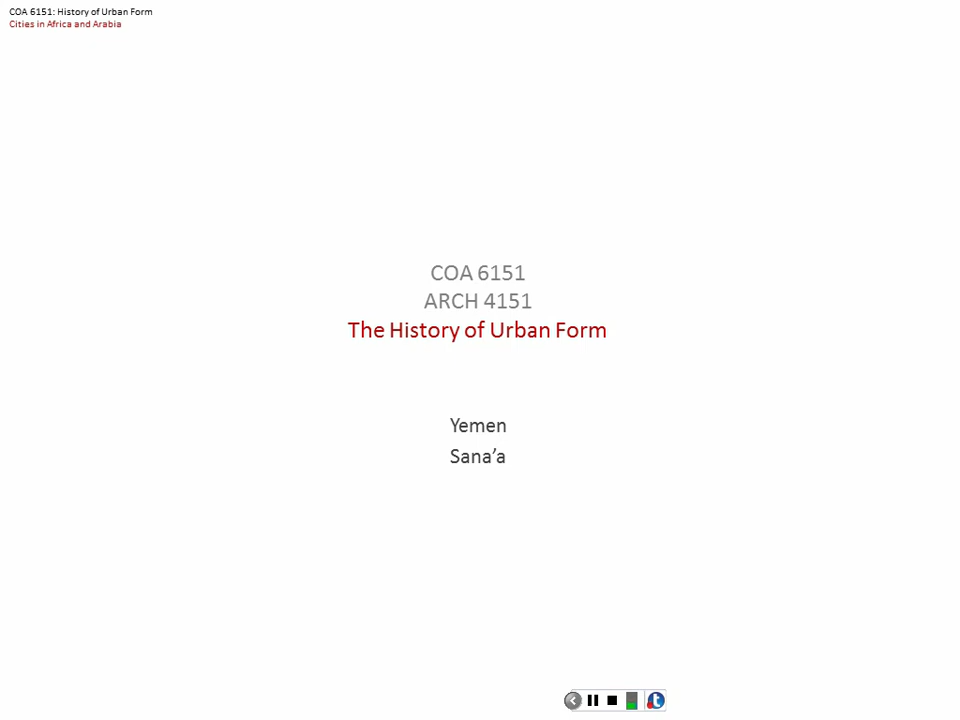 COA 6151: History of Urban Form
Cities in Africa and Arabia
COA 6151
ARCH 4151
The History of Urban Form
Yemen
Sana’a